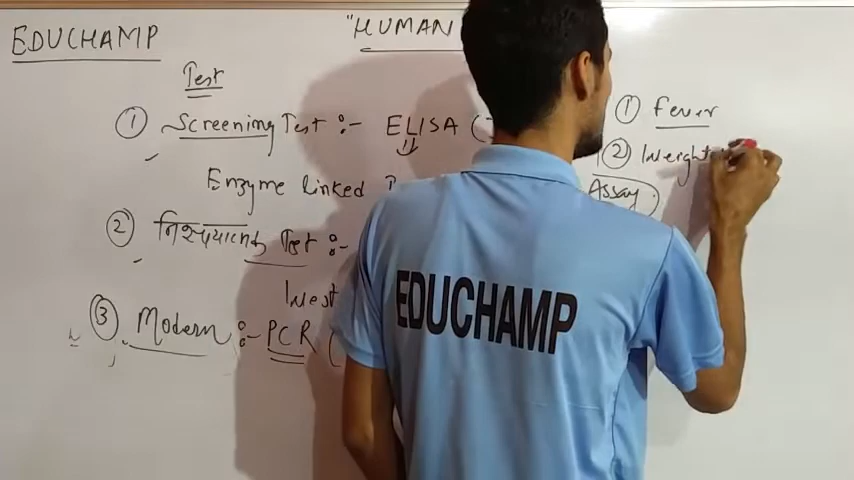 EDUCHAMP
"HUMAN
Test
① Screening Test :- ELISA (
Enzyme linked
② निश्चयात्मक Test :-
West
③ Modern :- PCR (
① Fever
② Weight
Assay
EDUCHAMP